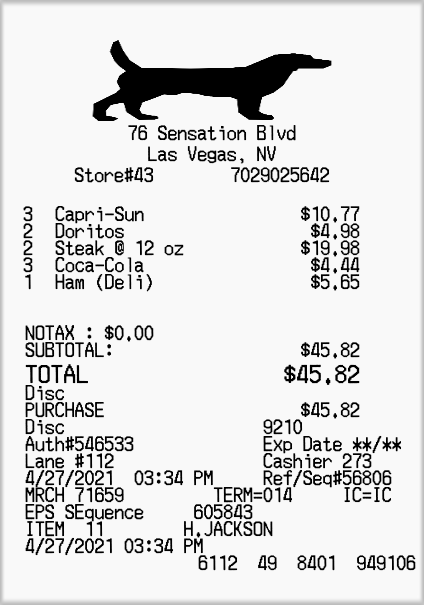 76 Sensation Blvd
Las Vegas, NV
Store#43 7029025642
3 Capri-Sun $10.77
2 Doritos $4.98
2 Steak @ 12 oz $19.98
3 Coca-Cola $4.44
1 Ham (Deli) $5.65
NOTAX : $0.00
SUBTOTAL: $45.82
TOTAL $45.82
Disc
PURCHASE $45.82
Disc 9210
Auth#546533 Exp Date **/**
Lane #112 Cashier 273
4/27/2021 03:34 PM Ref/Seq#56806
MRCH 71659 TERM=014 IC=IC
EPS SEquence 605843
ITEM 11 H.JACKSON
4/27/2021 03:34 PM
6112 49 8401 949106